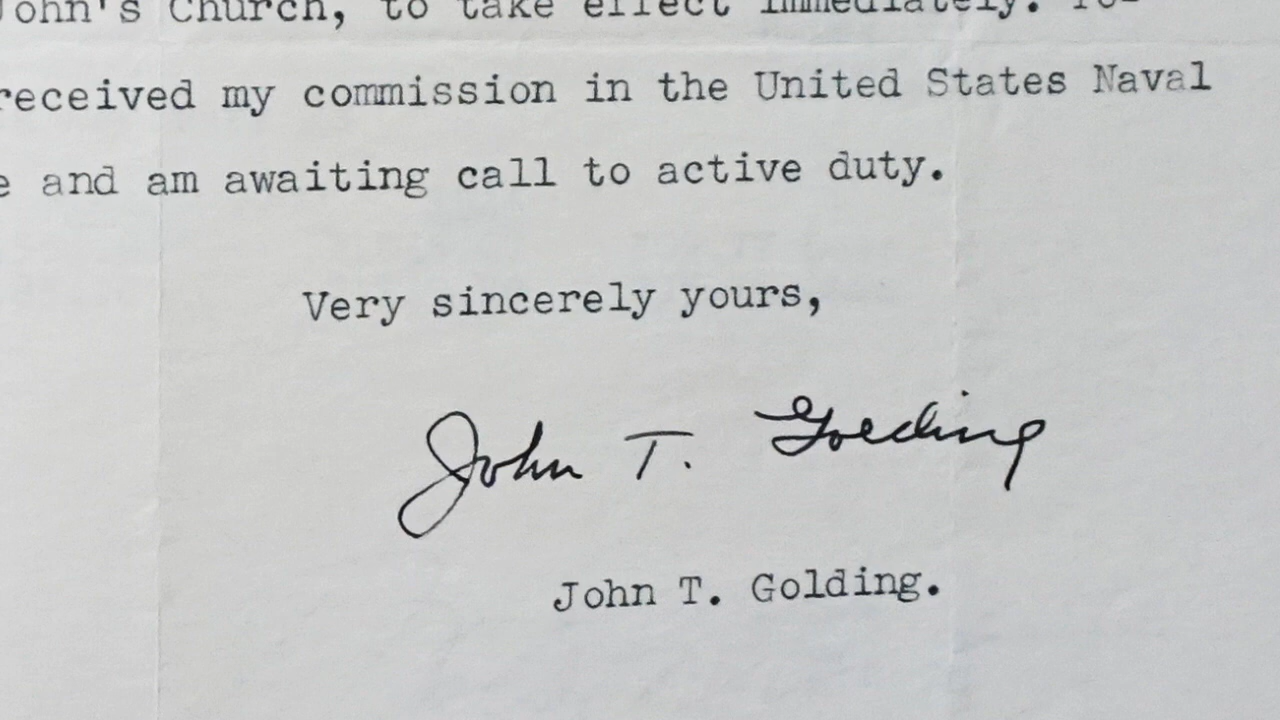 John's Church, to take effect immediately. To-
received my commission in the United States Naval
e and am awaiting call to active duty.
Very sincerely yours,
John T. Golding
John T. Golding.